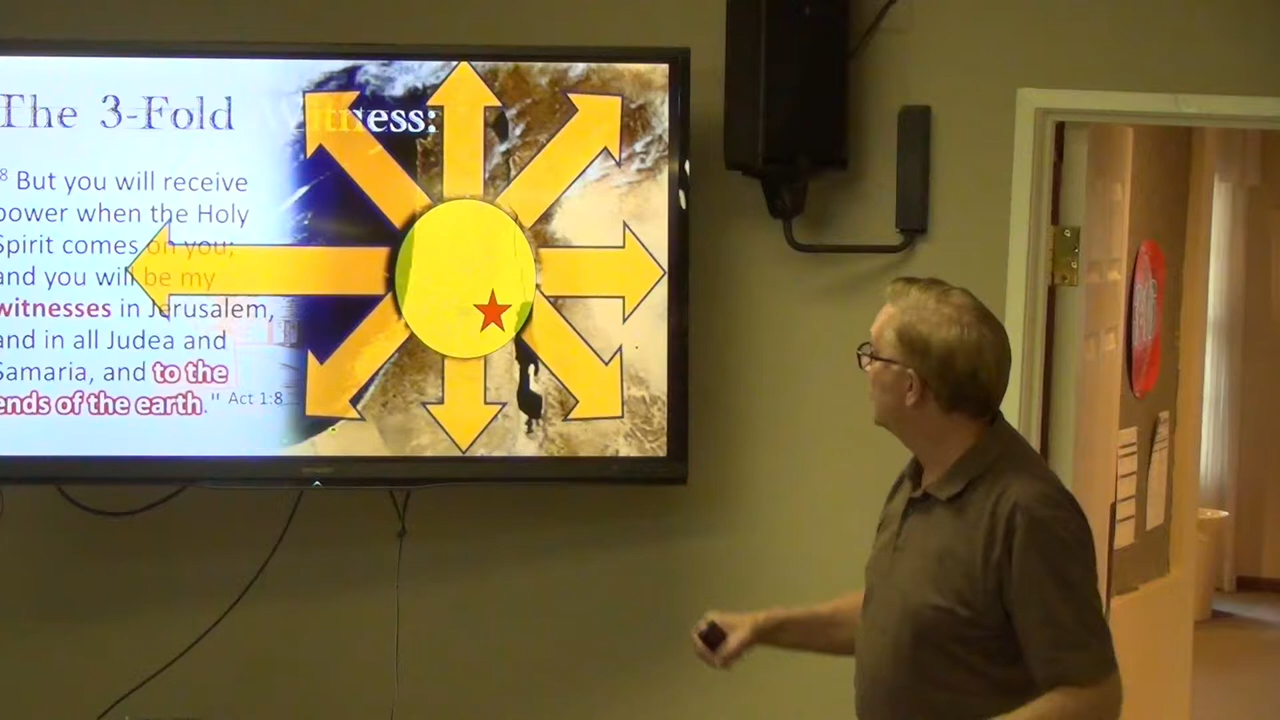 The 3-Fold Witness:
8 But you will receive
power when the Holy
Spirit comes on you;
and you will be my
witnesses in Jerusalem,
and in all Judea and
Samaria, and to the
ends of the earth." Act 1:8